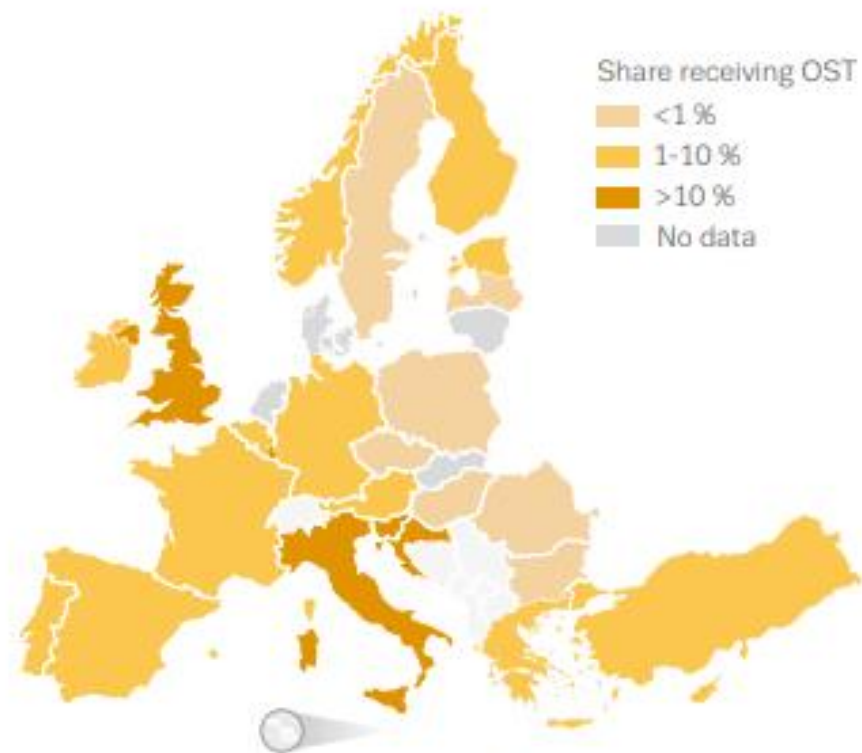 Share receiving OST
<1 %
1-10 %
>10 %
No data